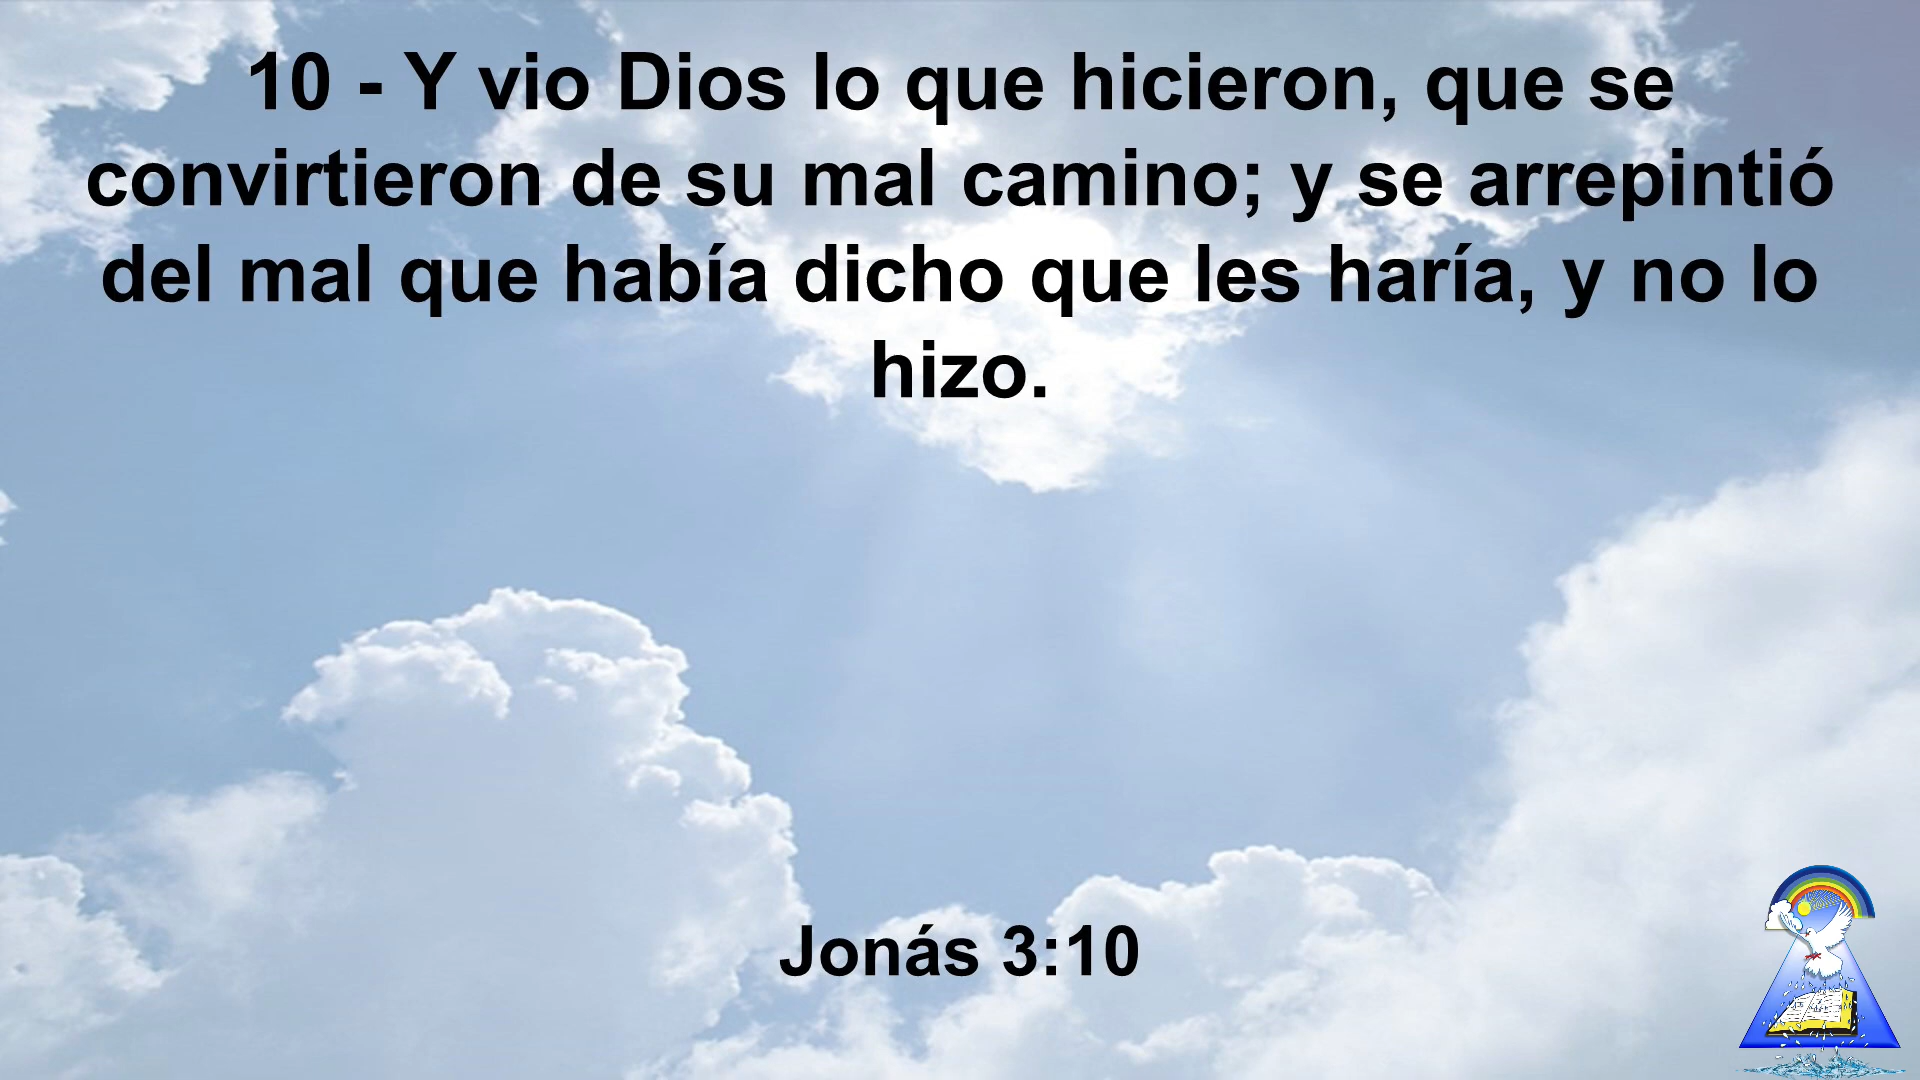 10 - Y vio Dios lo que hicieron, que se
convirtieron de su mal camino; y se arrepintió
del mal que había dicho que les haría, y no lo
hizo.
Jonás 3:10